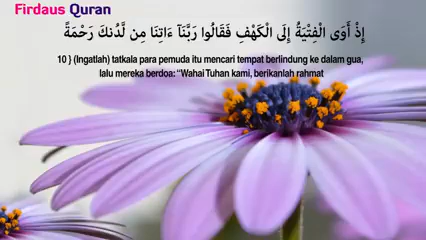 Firdaus Quran
إِذْ أَوَى الْفِتْيَةُ إِلَى الْكَهْفِ فَقَالُوا رَبَّنَآ ءَاتِنَا مِن لَّدُنكَ رَحْمَةً
10 } (Ingatlah) tatkala para pemuda itu mencari tempat berlindung ke dalam gua,
lalu mereka berdoa: “Wahai Tuhan kami, berikanlah rahmat